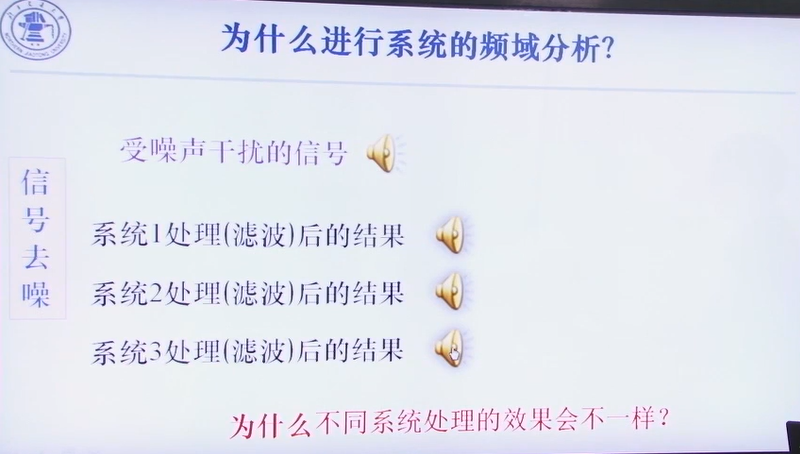 为什么进行系统的频域分析?
受噪声干扰的信号
信号去噪
系统1处理(滤波)后的结果
系统2处理(滤波)后的结果
系统3处理(滤波)后的结果
为什么不同系统处理的效果会不一样?